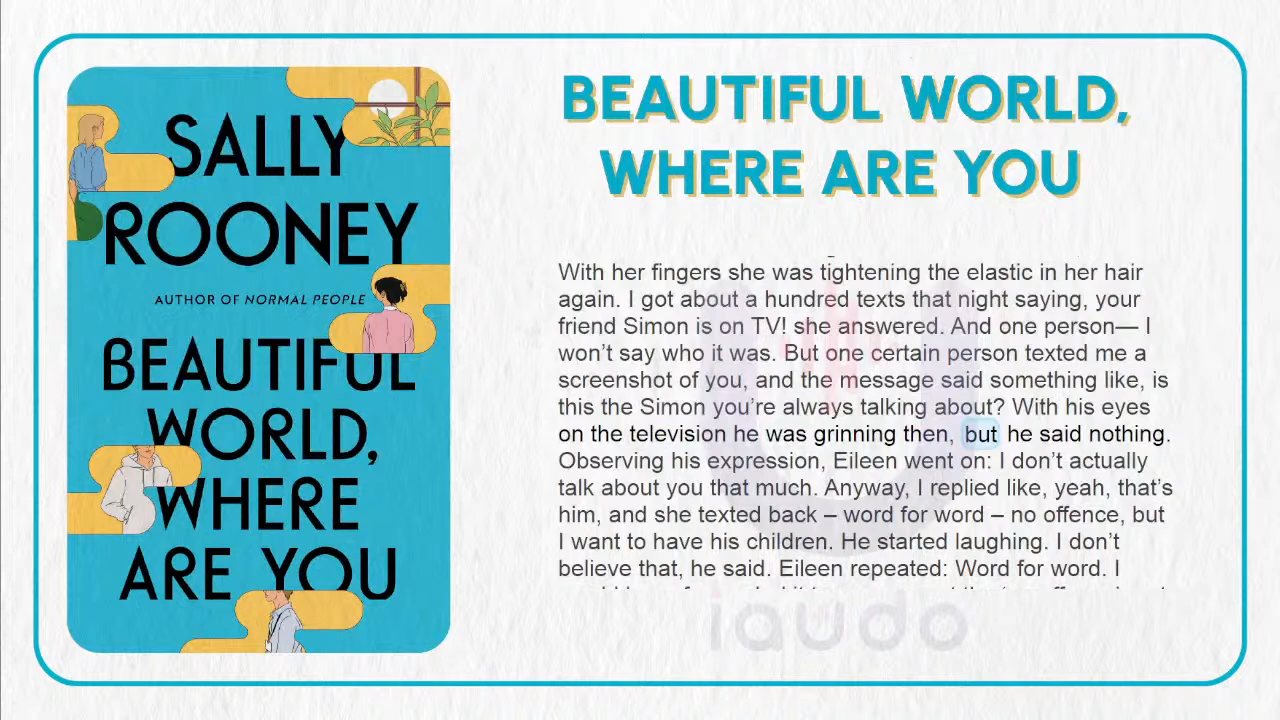 SALLY
ROONEY
AUTHOR OF NORMAL PEOPLE
BEAUTIFUL
WORLD,
WHERE
ARE YOU
BEAUTIFUL WORLD,
WHERE ARE YOU
With her fingers she was tightening the elastic in her hair
again. I got about a hundred texts that night saying, your
friend Simon is on TV! she answered. And one person— I
won’t say who it was. But one certain person texted me a
screenshot of you, and the message said something like, is
this the Simon you’re always talking about? With his eyes
on the television he was grinning then, but he said nothing.
Observing his expression, Eileen went on: I don’t actually
talk about you that much. Anyway, I replied like, yeah, that’s
him, and she texted back – word for word – no offence, but
I want to have his children. He started laughing. I don’t
believe that, he said. Eileen repeated: Word for word. I
iaudo